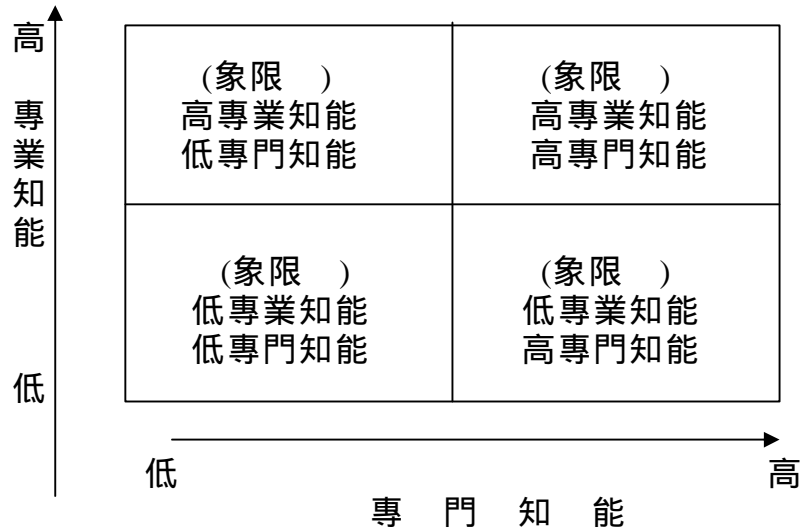 高
專業知能
低
(象限 )
高專業知能
低專門知能
(象限 )
高專業知能
高專門知能
(象限 )
低專業知能
低專門知能
(象限 )
低專業知能
高專門知能
低
高
專 門 知 能